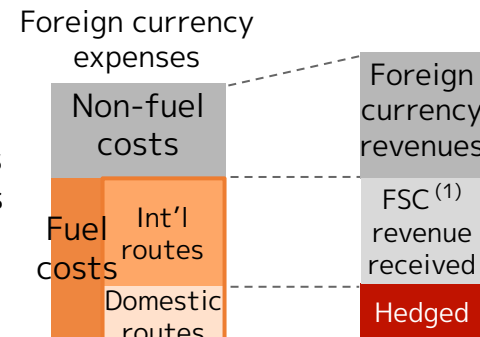 Foreign currency
expenses
Non-fuel
costs
Fuel
costs
Int'l
routes
Domestic
routes
Foreign
currency
revenues
FSC (1)
revenue
received
Hedged